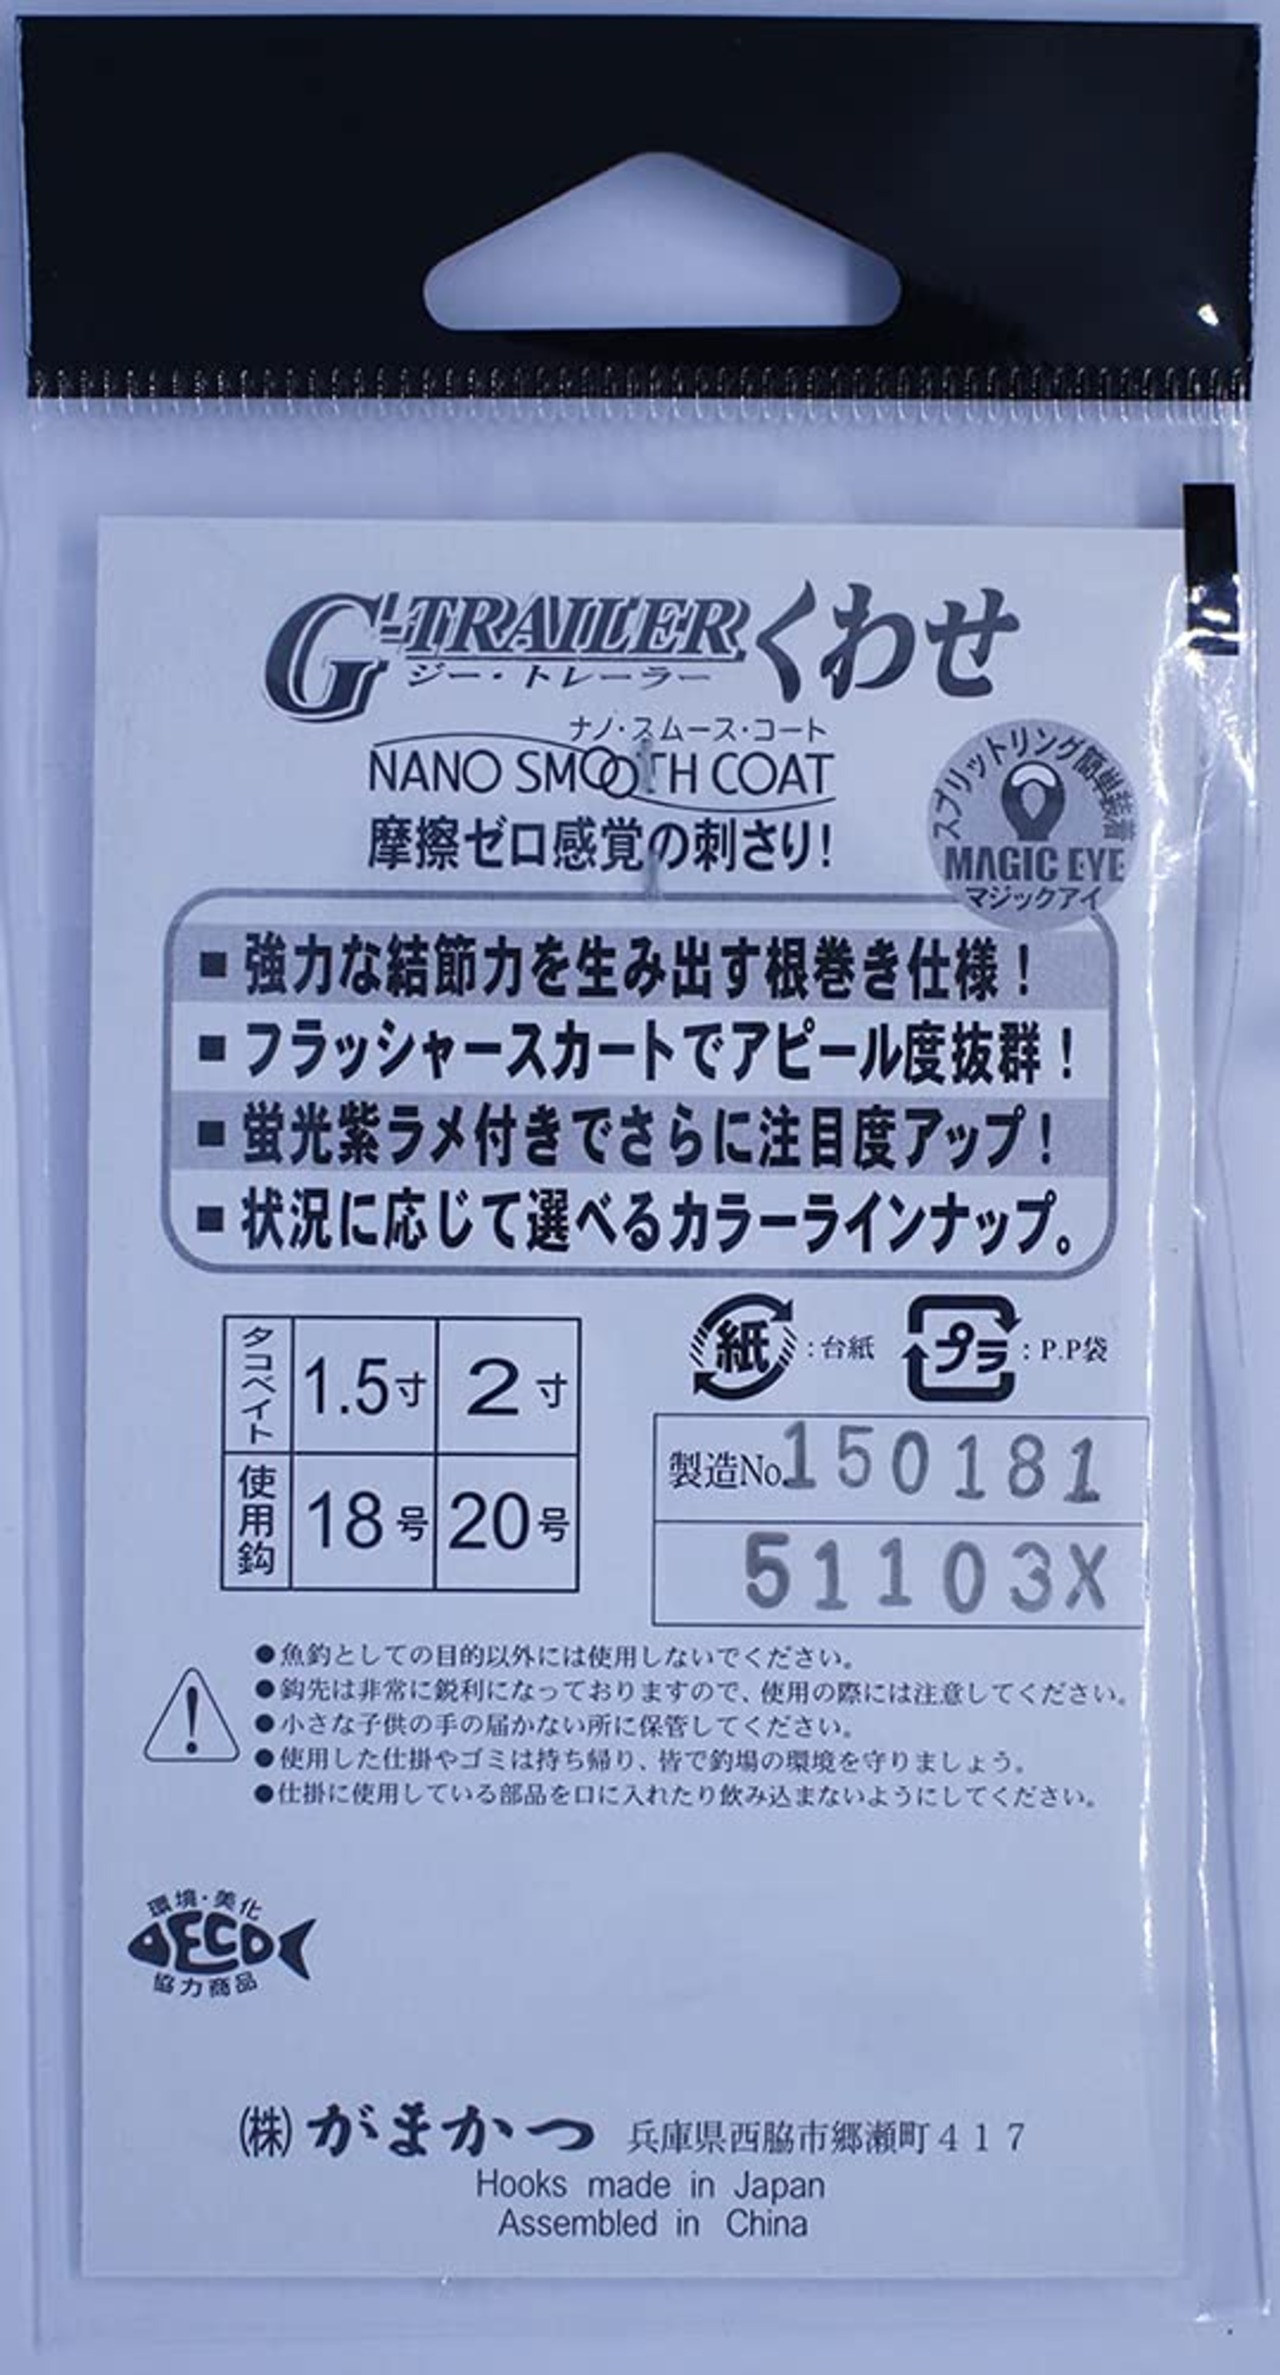 G-TRAILERくわせ
ジー・トレーラー
ナノ・スムース・コート
NANO SMOOTH COAT
摩擦ゼロ感覚の刺さり!
スプリットリング簡単装着
MAGIC EYE
マジックアイ
■強力な結節力を生み出す根巻き仕様!
■フラッシャースカートでアピール度抜群!
■蛍光紫ラメ付きでさらに注目度アップ!
■状況に応じて選べるカラーラインナップ。
タコベイト 1.5寸 2寸
使用鈎 18号 20号
紙:台紙 プラ:P.P袋
製造No.150181
51103X
●魚釣としての目的以外には使用しないでください。
●鈎先は非常に鋭利になっておりますので、使用の際には注意してください。
●小さな子供の手の届かない所に保管してください。
●使用した仕掛やゴミは持ち帰り、皆で釣場の環境を守りましょう。
●仕掛に使用している部品を口に入れたり飲み込まないようにしてください。
環境・美化
ECO
協力商品
(株)がまかつ 兵庫県西脇市郷瀬町417
Hooks made in Japan
Assembled in China